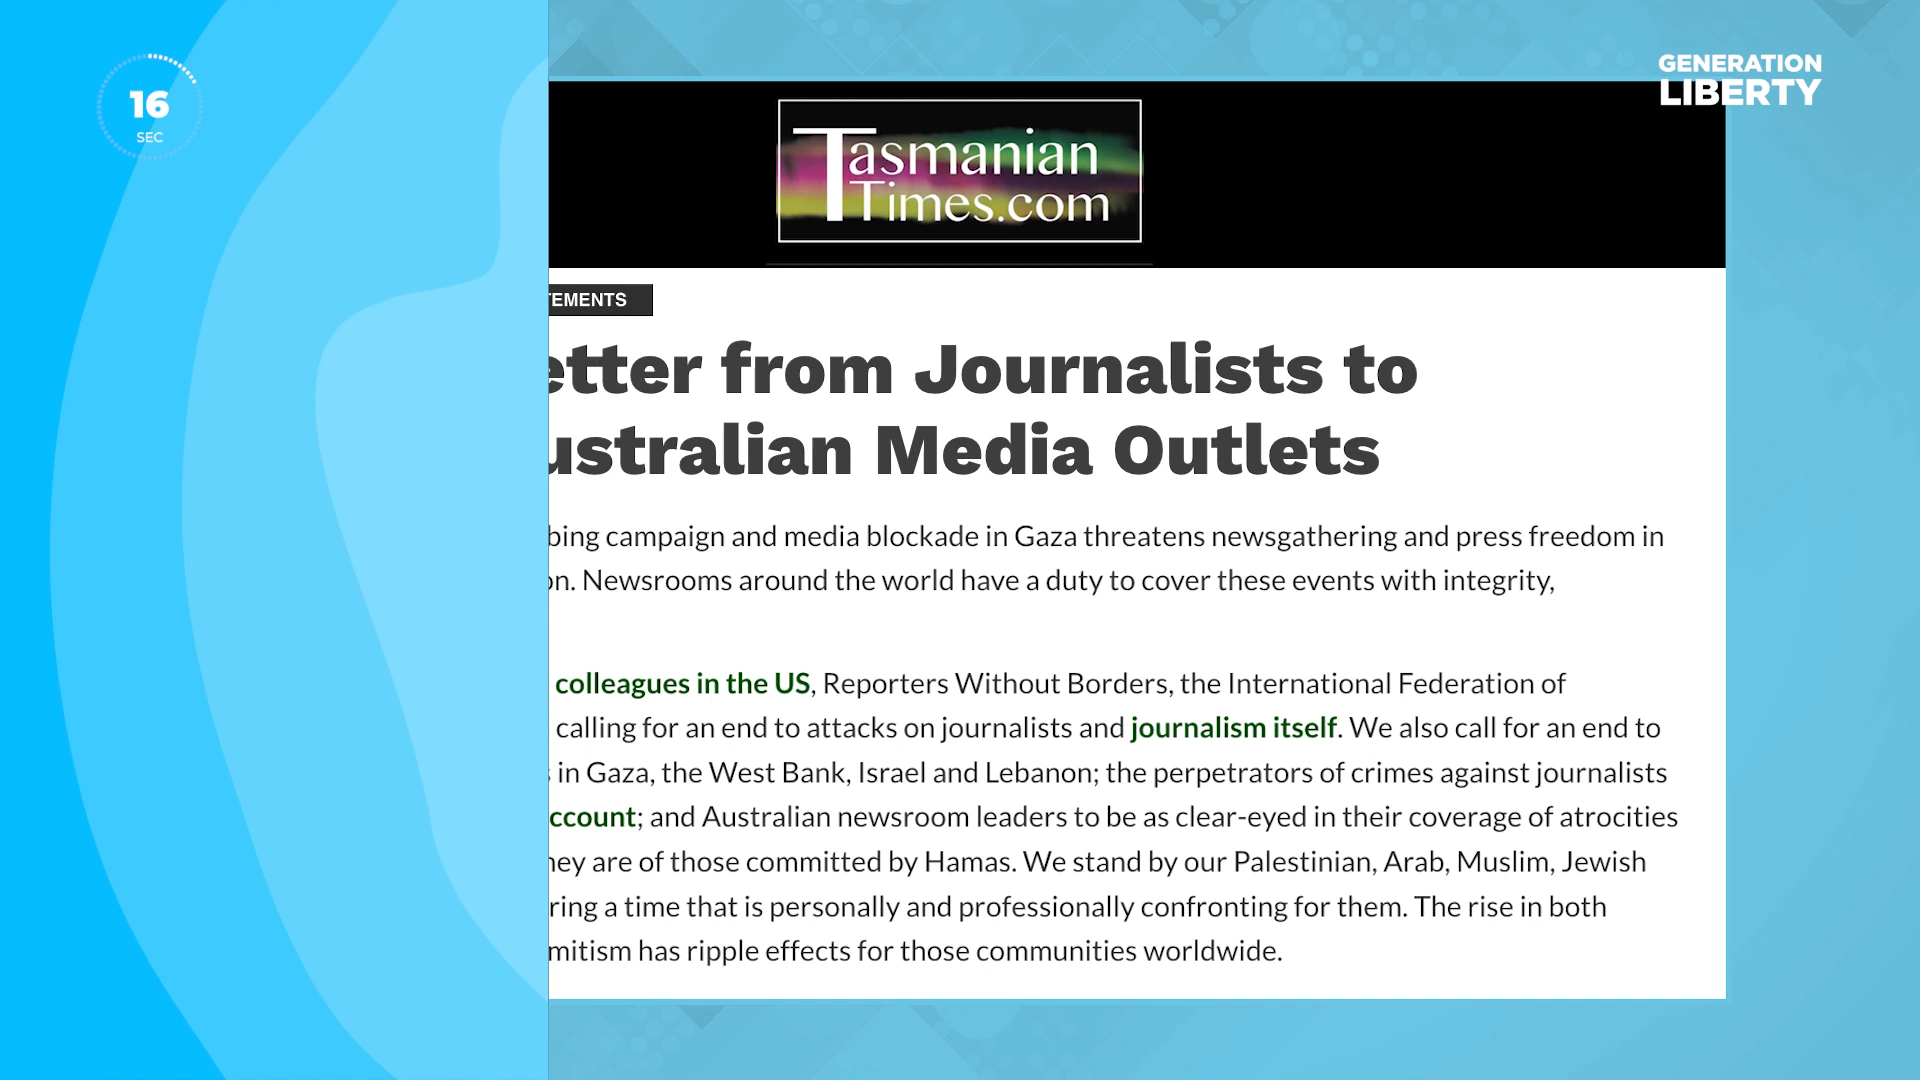 16
SEC
GENERATION
LIBERTY
Tasmanian
Times.com
TEMENTS
etter from Journalists to
ustralian Media Outlets
bing campaign and media blockade in Gaza threatens newsgathering and press freedom in
on. Newsrooms around the world have a duty to cover these events with integrity,
colleagues in the US, Reporters Without Borders, the International Federation of
calling for an end to attacks on journalists and journalism itself. We also call for an end to
s in Gaza, the West Bank, Israel and Lebanon; the perpetrators of crimes against journalists
ccount; and Australian newsroom leaders to be as clear-eyed in their coverage of atrocities
hey are of those committed by Hamas. We stand by our Palestinian, Arab, Muslim, Jewish
ring a time that is personally and professionally confronting for them. The rise in both
mitism has ripple effects for those communities worldwide.